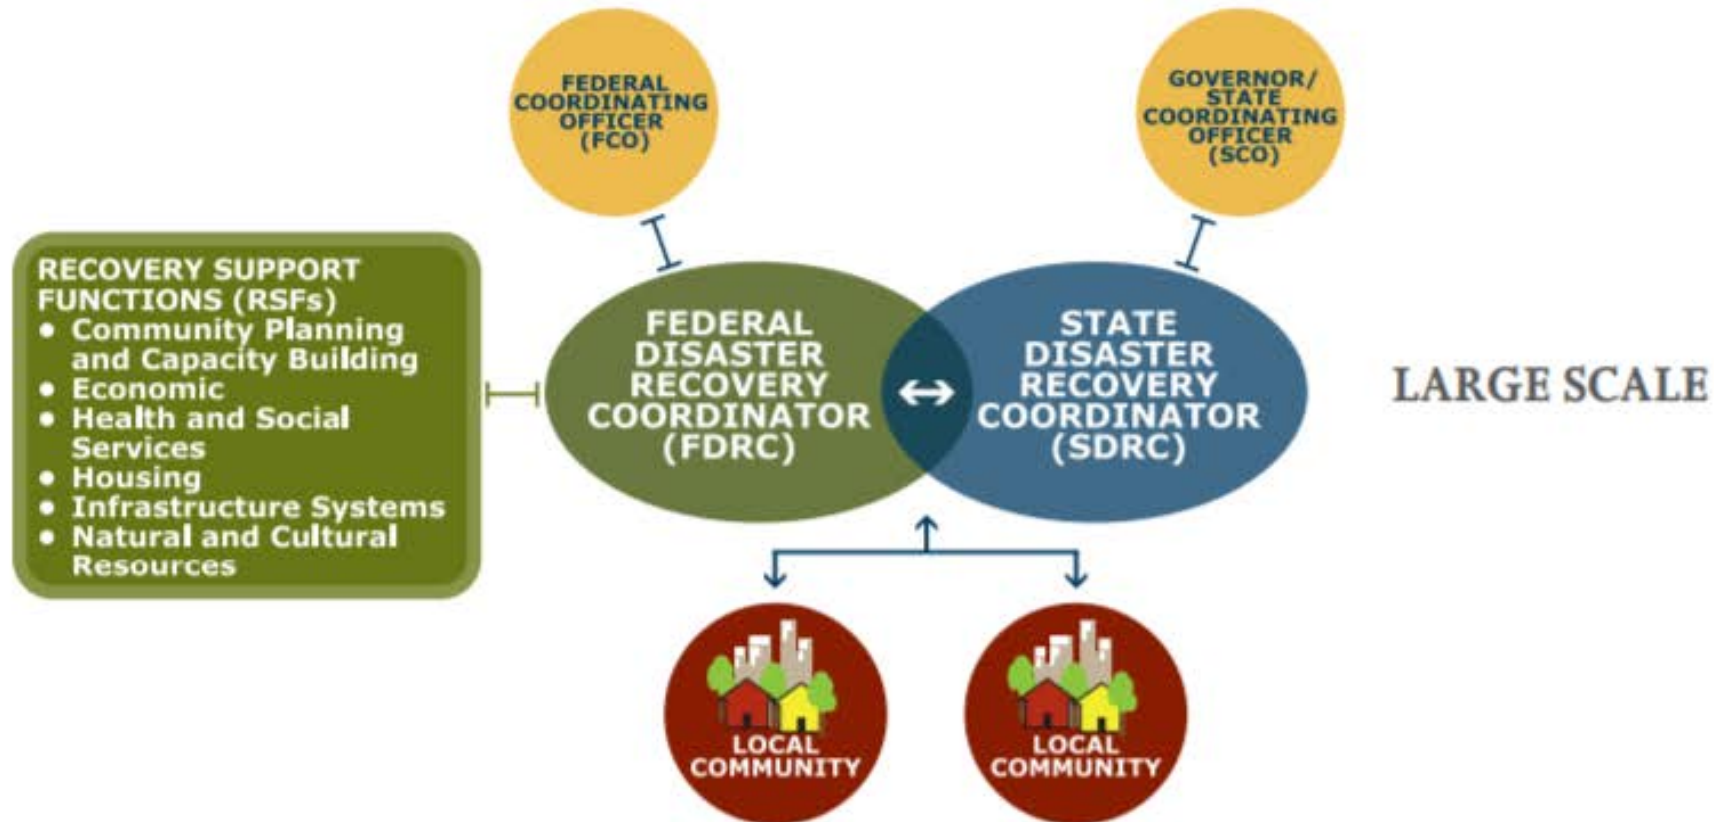 FEDERAL
COORDINATING
OFFICER
(FCO)
GOVERNOR/
STATE
COORDINATING
OFFICER
(SCO)
RECOVERY SUPPORT
FUNCTIONS (RSFs)
● Community Planning
and Capacity Building
● Economic
● Health and Social
Services
● Housing
● Infrastructure Systems
● Natural and Cultural
Resources
FEDERAL
DISASTER
RECOVERY
COORDINATOR
(FDRC)
STATE
DISASTER
RECOVERY
COORDINATOR
(SDRC)
LARGE SCALE
LOCAL
COMMUNITY
LOCAL
COMMUNITY